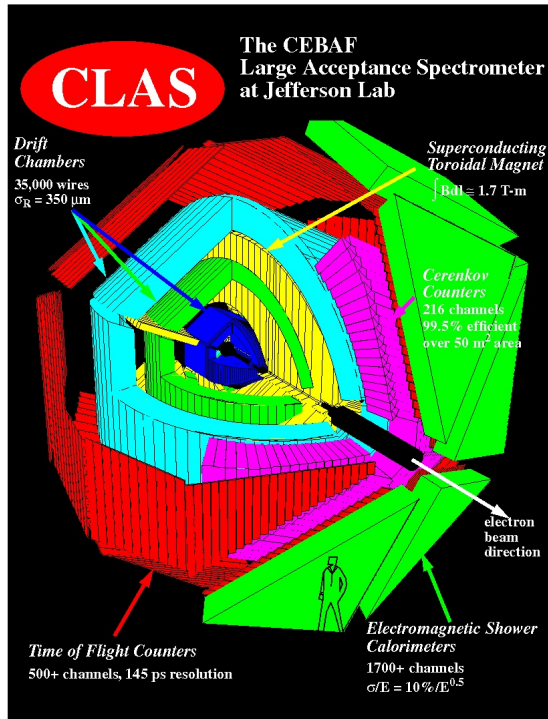 CLAS
The CEBAF
Large Acceptance Spectrometer
at Jefferson Lab
Drift
Chambers
35,000 wires
σR = 350 μm
Superconducting
Toroidal Magnet
∫Bdl ≅ 1.7 T-m
Cerenkov
Counters
216 channels
99.5% efficient
over 50 m² area
electron
beam
direction
Time of Flight Counters
500+ channels, 145 ps resolution
Electromagnetic Shower
Calorimeters
1700+ channels
σ/E = 10%/E^0.5